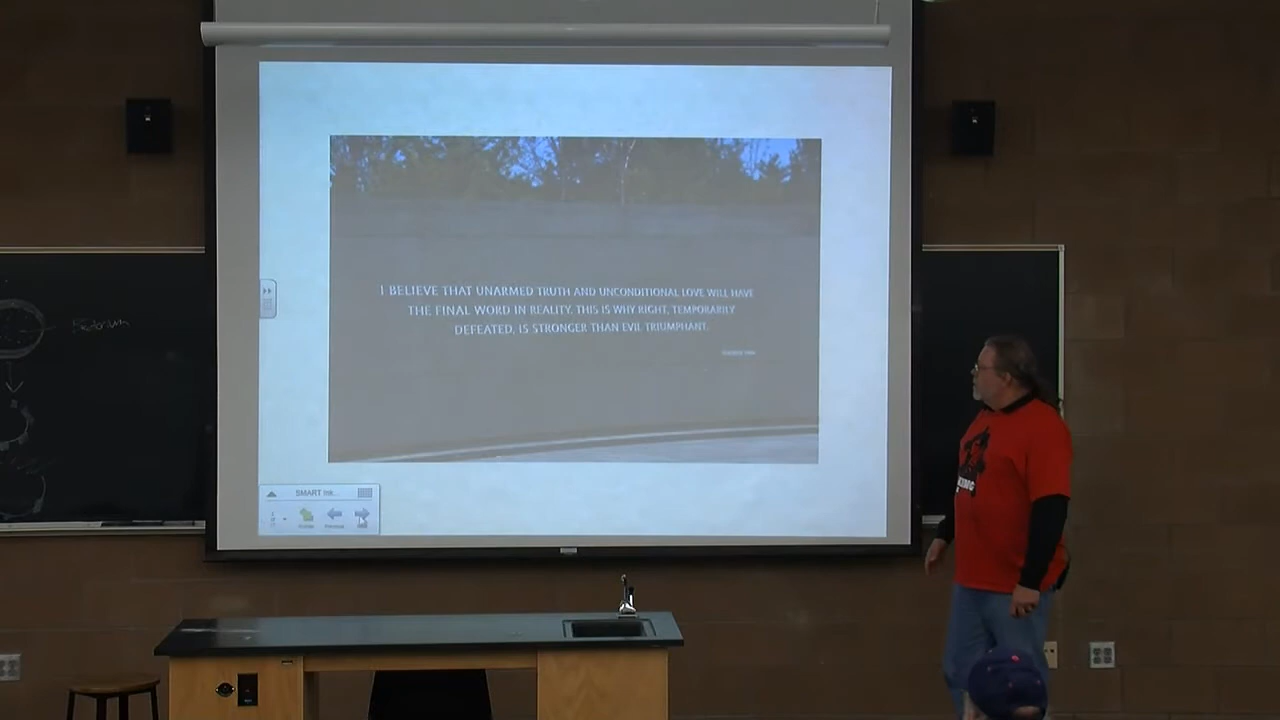 I BELIEVE THAT UNARMED TRUTH AND UNCONDITIONAL LOVE WILL HAVE
THE FINAL WORD IN REALITY. THIS IS WHY RIGHT, TEMPORARILY
DEFEATED, IS STRONGER THAN EVIL TRIUMPHANT.
SMART